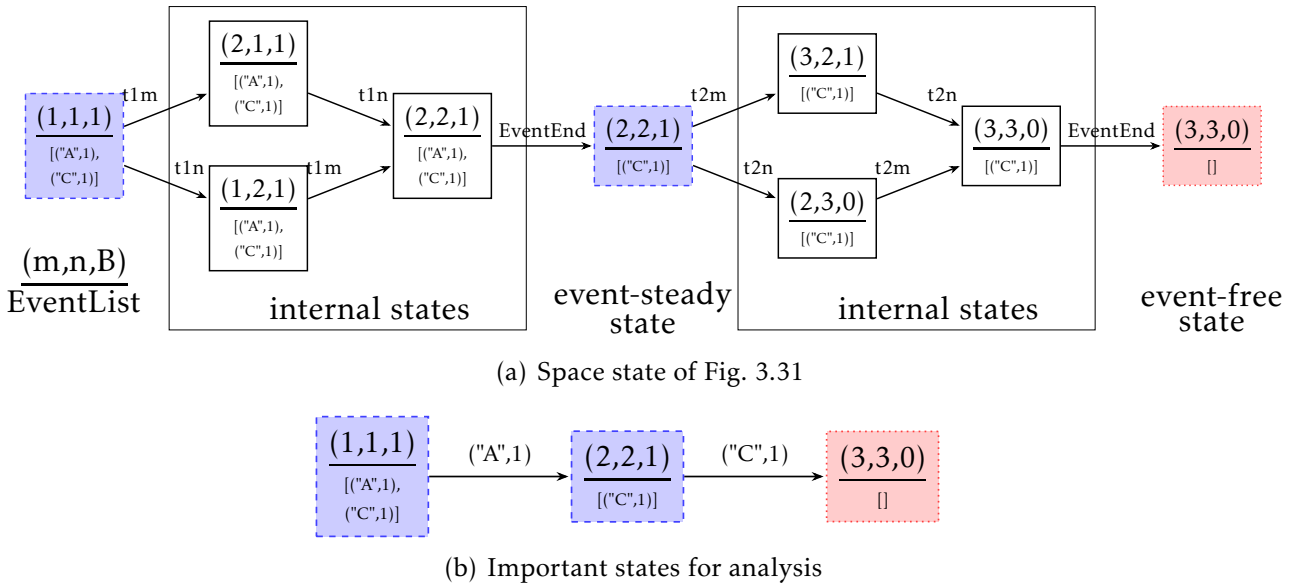 (1,1,1)
[("A",1),
("C",1)]
t1m
t1n
(2,1,1)
[("A",1),
("C",1)]
(1,2,1)
[("A",1),
("C",1)]
t1n
t1m
(2,2,1)
[("A",1),
("C",1)]
EventEnd
(2,2,1)
[("C",1)]
t2m
t2n
(3,2,1)
[("C",1)]
(2,3,0)
[("C",1)]
t2n
t2m
(3,3,0)
[("C",1)]
EventEnd
(3,3,0)
[]
(m,n,B)
EventList
internal states
event-steady
state
internal states
event-free
state
(a) Space state of Fig. 3.31
(1,1,1)
[("A",1),
("C",1)]
("A",1)
(2,2,1)
[("C",1)]
("C",1)
(3,3,0)
[]
(b) Important states for analysis